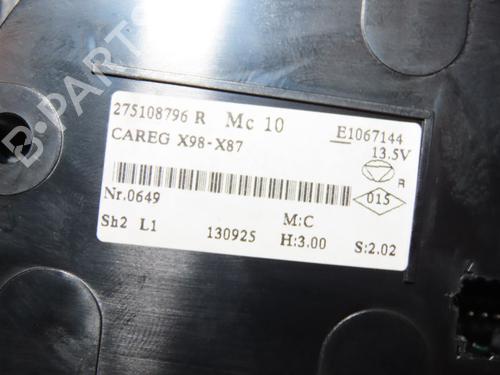 B-PARTS
275108796 R Mc 10 E1067144
13.5V
CAREG X98-X87
R
015
Nr.0649
M:C
Sh2 L1 130925 H:3.00 S:2.02